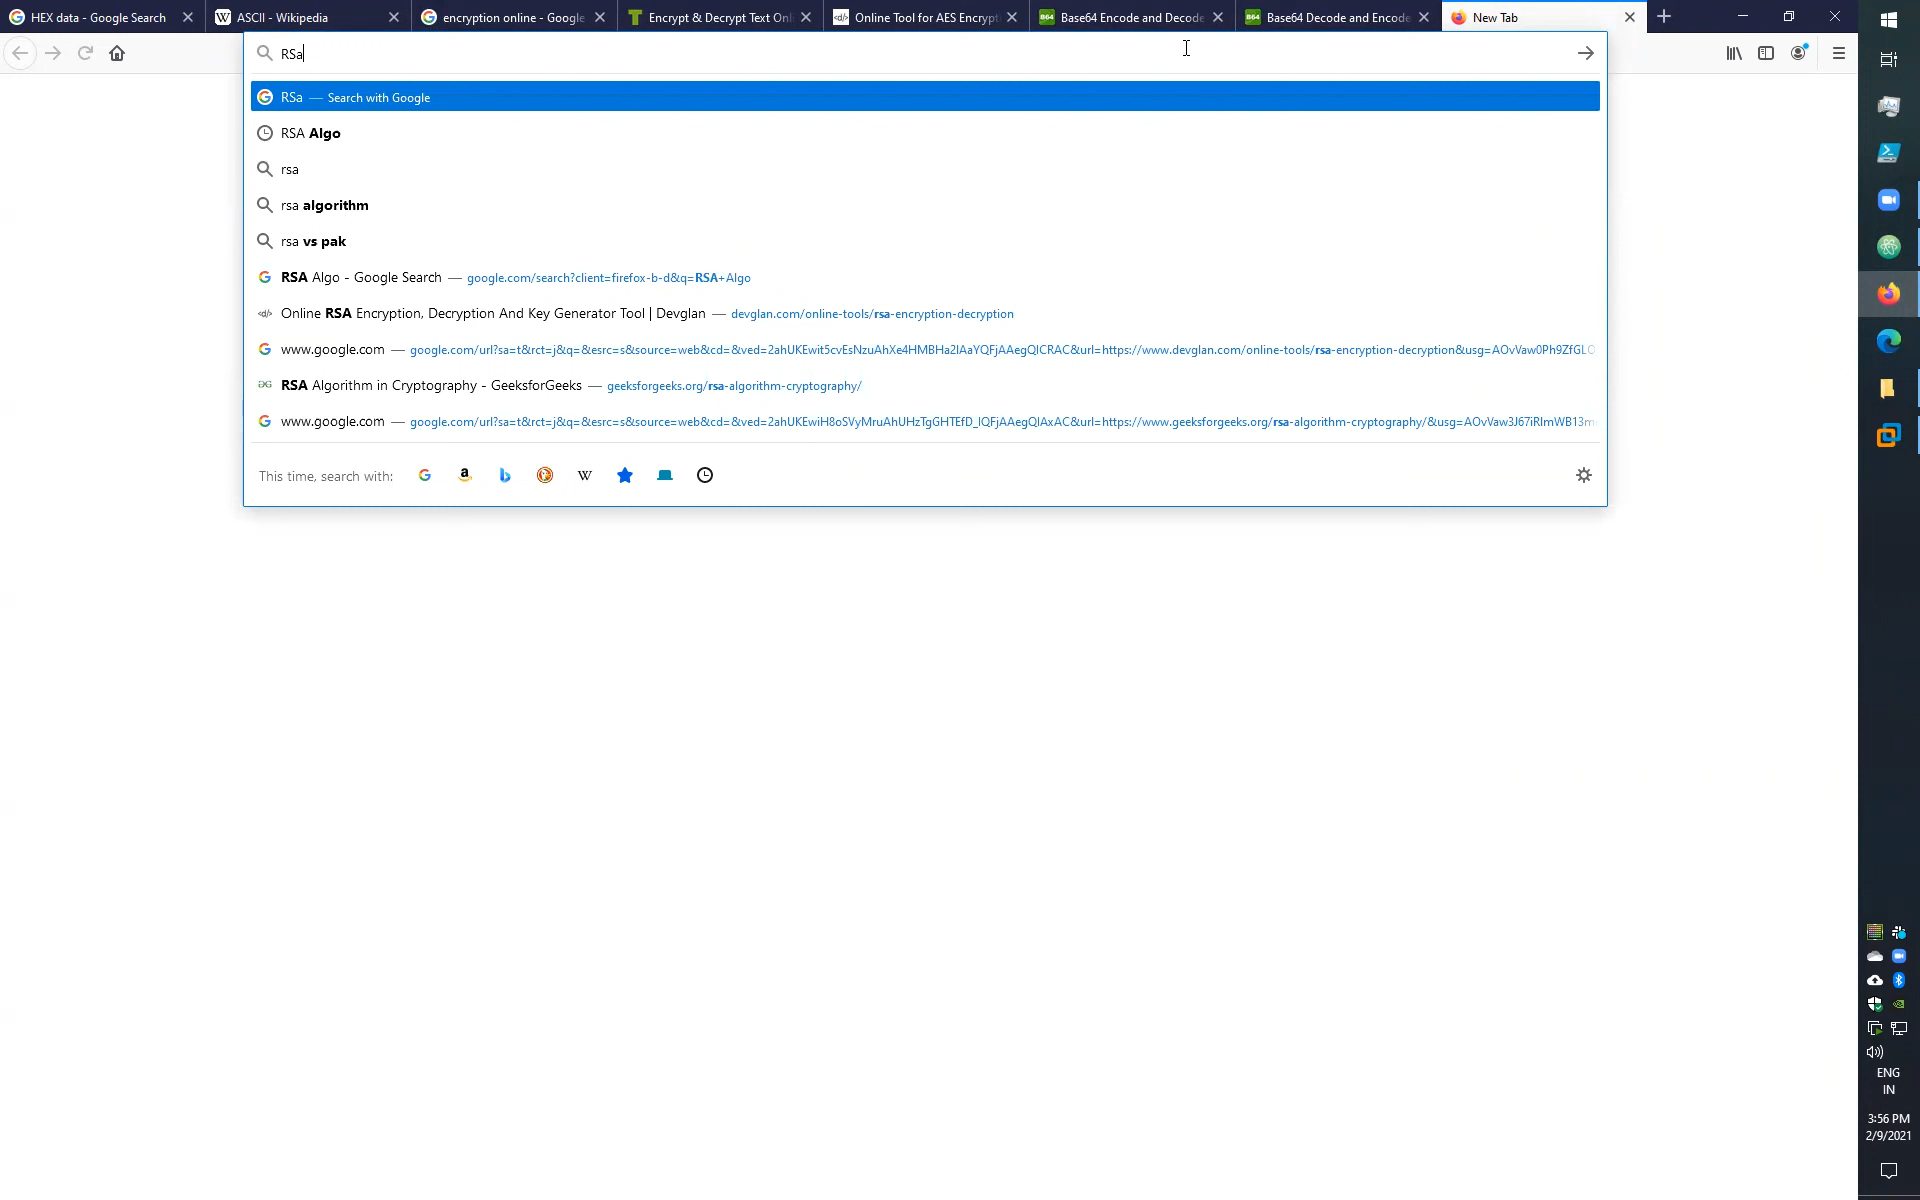 HEX data - Google Search
ASCII - Wikipedia
encryption online - Google
Encrypt & Decrypt Text Onl
Online Tool for AES Encrypt
B64 Base64 Encode and Decode
B64 Base64 Decode and Encode
New Tab
RSa
RSa — Search with Google
RSA Algo
rsa
rsa algorithm
rsa vs pak
RSA Algo - Google Search — google.com/search?client=firefox-b-d&q=RSA+Algo
Online RSA Encryption, Decryption And Key Generator Tool | Devglan — devglan.com/online-tools/rsa-encryption-decryption
www.google.com — google.com/url?sa=t&rct=j&q=&esrc=s&source=web&cd=&ved=2ahUKEwit5cvEsNzuAhXe4HMBHa2IAaYQFjAAegQICRAC&url=https://www.devglan.com/online-tools/rsa-encryption-decryption&usg=AOvVaw0Ph9ZfGLO
RSA Algorithm in Cryptography - GeeksforGeeks — geeksforgeeks.org/rsa-algorithm-cryptography/
www.google.com — google.com/url?sa=t&rct=j&q=&esrc=s&source=web&cd=&ved=2ahUKEwiH8oSVyMruAhUHzTgGHTEfD_IQFjAAegQIAxAC&url=https://www.geeksforgeeks.org/rsa-algorithm-cryptography/&usg=AOvVaw3J67iRImWB13m
This time, search with:
ENG
IN
3:56 PM
2/9/2021